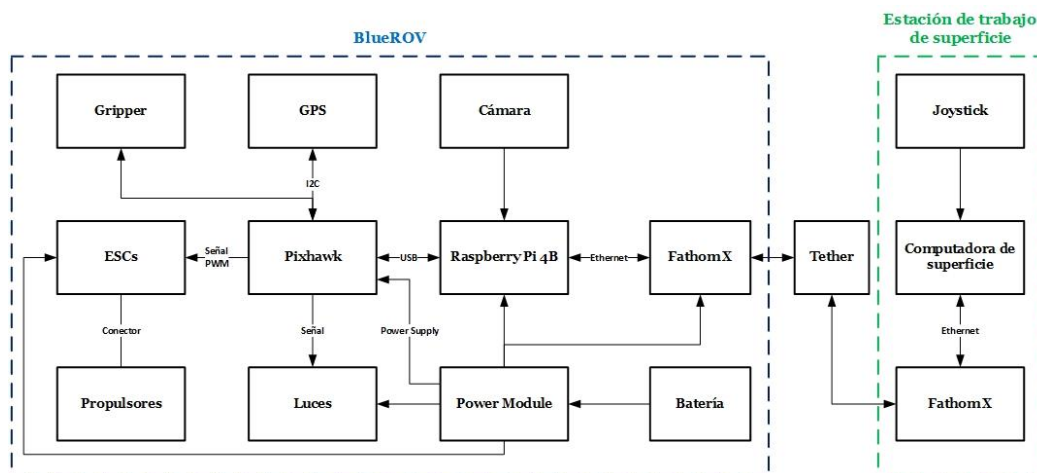 Estación de trabajo
de superficie
BlueROV
Gripper
GPS
Cámara
Joystick
I2C
ESCs
Señal
PWM
Pixhawk
USB
Raspberry Pi 4B
Ethernet
FathomX
Tether
Computadora de
superficie
Conector
Señal
Power Supply
Ethernet
Propulsores
Luces
Power Module
Batería
FathomX